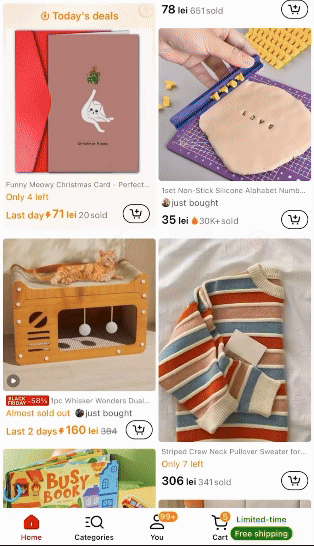 Today's deals
78 lei 651 sold
Funny Meowy Christmas Card - Perfect...
Only 4 left
Last day 71 lei 20 sold
LOVE
1set Non-Stick Silicone Alphabet Numb...
just bought
35 lei 30K+ sold
BLACK FRIDAY -58% 1pc Whisker Wonders Dual...
Almost sold out just bought
Last 2 days 160 lei 384
Striped Crew Neck Pullover Sweater for...
Only 7 left
306 lei 341 sold
BUSY
BOOK
Home
Categories
99+
You
6
Cart
Limited-time
Free shipping